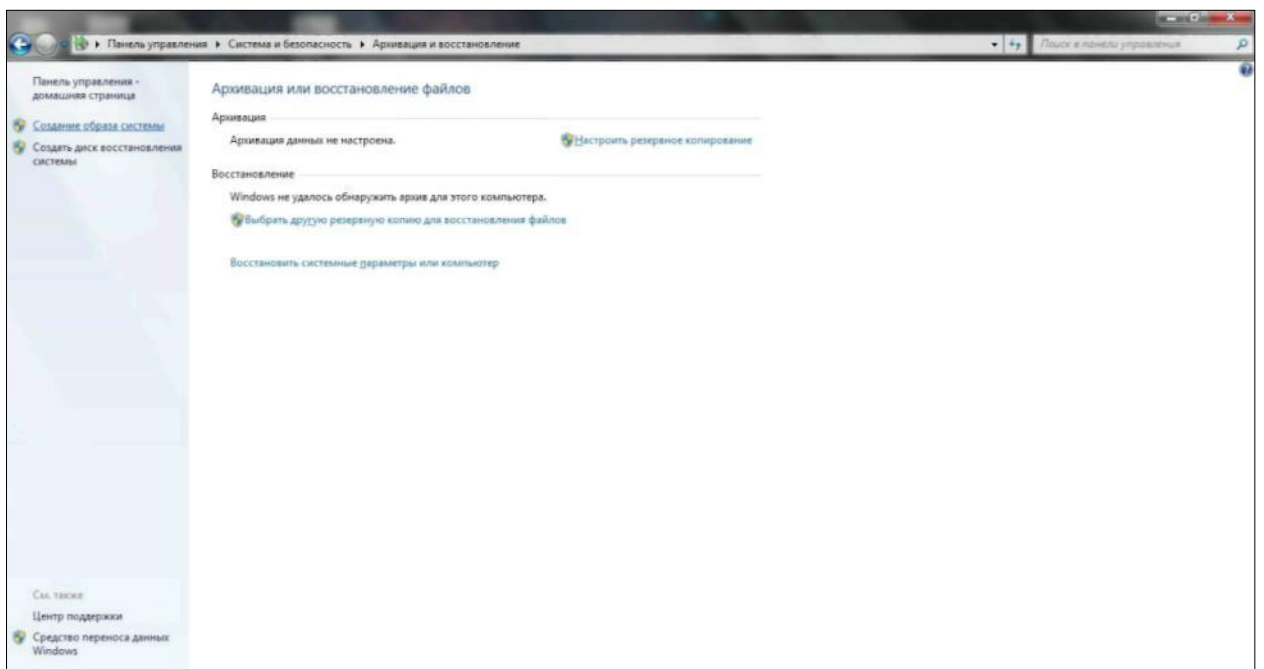 Панель управления ▸ Система и безопасность ▸ Архивация и восстановление
Поиск в панели управления
Панель управления -
домашняя страница
Создание образа системы
Создать диск восстановления
системы
Архивация или восстановление файлов
Архивация
Архивация данных не настроена.
Настроить резервное копирование
Восстановление
Windows не удалось обнаружить архив для этого компьютера.
Выбрать другую резервную копию для восстановления файлов
Восстановить системные параметры или компьютер
См. также
Центр поддержки
Средство переноса данных
Windows